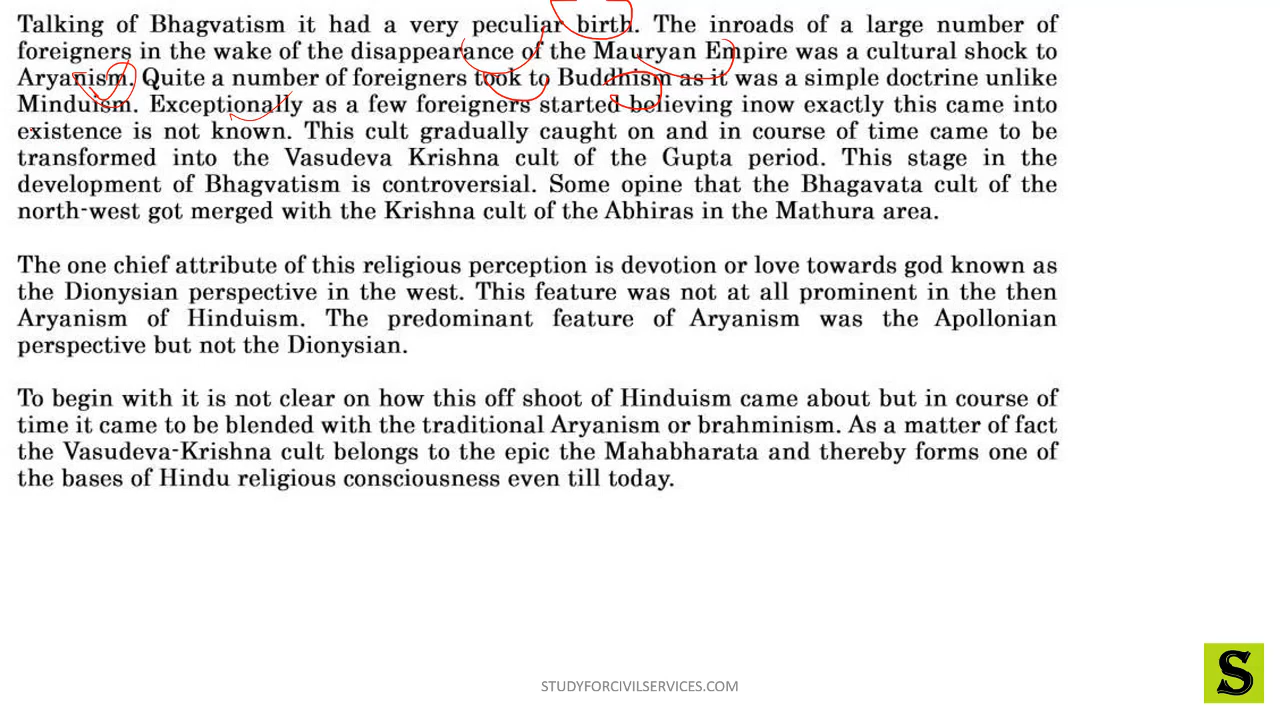 Talking of Bhagvatism it had a very peculiar birth. The inroads of a large number of
foreigners in the wake of the disappearance of the Mauryan Empire was a cultural shock to
Aryanism. Quite a number of foreigners took to Buddhism as it was a simple doctrine unlike
Minduism. Exceptionally as a few foreigners started believing inow exactly this came into
existence is not known. This cult gradually caught on and in course of time came to be
transformed into the Vasudeva Krishna cult of the Gupta period. This stage in the
development of Bhagvatism is controversial. Some opine that the Bhagavata cult of the
north-west got merged with the Krishna cult of the Abhiras in the Mathura area.
The one chief attribute of this religious perception is devotion or love towards god known as
the Dionysian perspective in the west. This feature was not at all prominent in the then
Aryanism of Hinduism. The predominant feature of Aryanism was the Apollonian
perspective but not the Dionysian.
To begin with it is not clear on how this off shoot of Hinduism came about but in course of
time it came to be blended with the traditional Aryanism or brahminism. As a matter of fact
the Vasudeva-Krishna cult belongs to the epic the Mahabharata and thereby forms one of
the bases of Hindu religious consciousness even till today.
STUDYFORCIVILSERVICES.COM
S